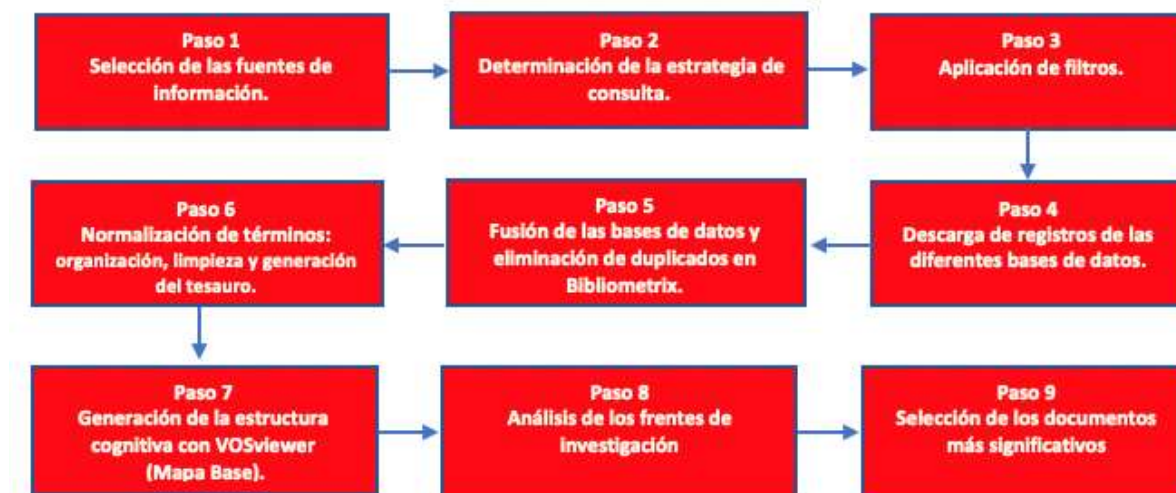 Paso 1
Selección de las fuentes de
información.
Paso 2
Determinación de la estrategia de
consulta.
Paso 3
Aplicación de filtros.
Paso 4
Descarga de registros de las
diferentes bases de datos.
Paso 5
Fusión de las bases de datos y
eliminación de duplicados en
Bibliometrix.
Paso 6
Normalización de términos:
organización, limpieza y generación
del tesauro.
Paso 7
Generación de la estructura
cognitiva con VOSviewer
(Mapa Base).
Paso 8
Análisis de los frentes de
investigación
Paso 9
Selección de los documentos
más significativos